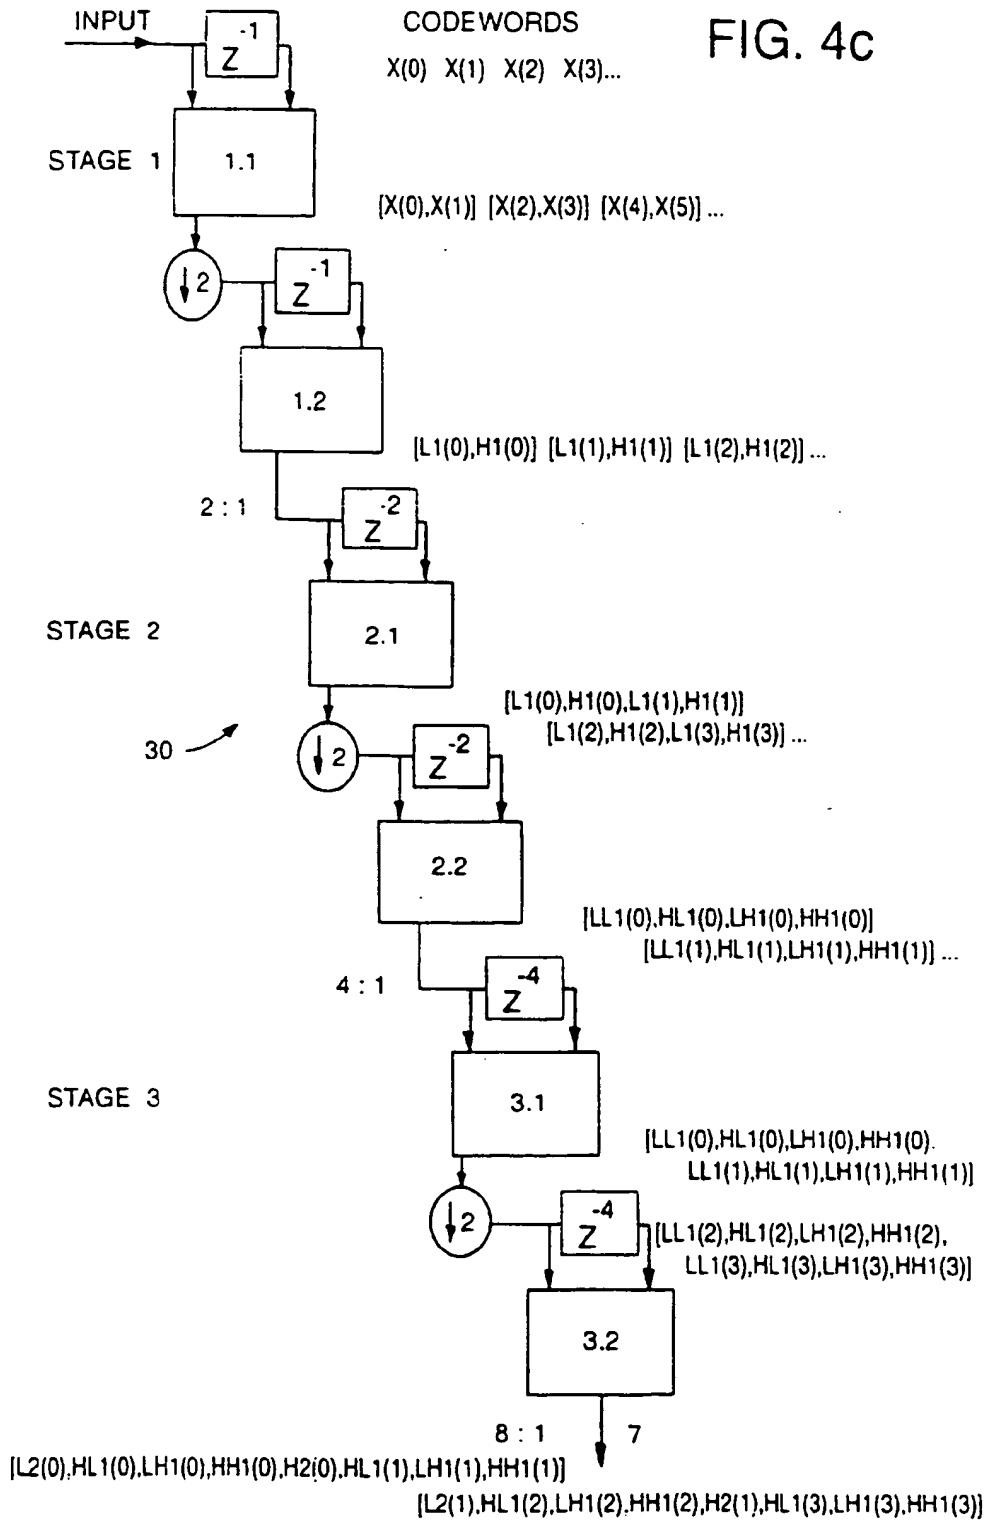 INPUT
Z-1
CODEWORDS
FIG. 4c
X(0) X(1) X(2) X(3)...
STAGE 1
1.1
[X(0),X(1)] [X(2),X(3)] [X(4),X(5)] ...
↓2
Z-1
1.2
[L1(0),H1(0)] [L1(1),H1(1)] [L1(2),H1(2)] ...
2 : 1
Z-2
STAGE 2
2.1
[L1(0),H1(0),L1(1),H1(1)]
[L1(2),H1(2),L1(3),H1(3)] ...
30
↓2
Z-2
2.2
[LL1(0),HL1(0),LH1(0),HH1(0)]
[LL1(1),HL1(1),LH1(1),HH1(1)] ...
4 : 1
Z-4
STAGE 3
3.1
[LL1(0),HL1(0),LH1(0),HH1(0).
LL1(1),HL1(1),LH1(1),HH1(1)]
↓2
Z-4
[LL1(2),HL1(2),LH1(2),HH1(2),
LL1(3),HL1(3),LH1(3),HH1(3)]
3.2
8 : 1
7
[L2(0),HL1(0),LH1(0),HH1(0),H2(0),HL1(1),LH1(1),HH1(1)]
[L2(1),HL1(2),LH1(2),HH1(2),H2(1),HL1(3),LH1(3),HH1(3)]